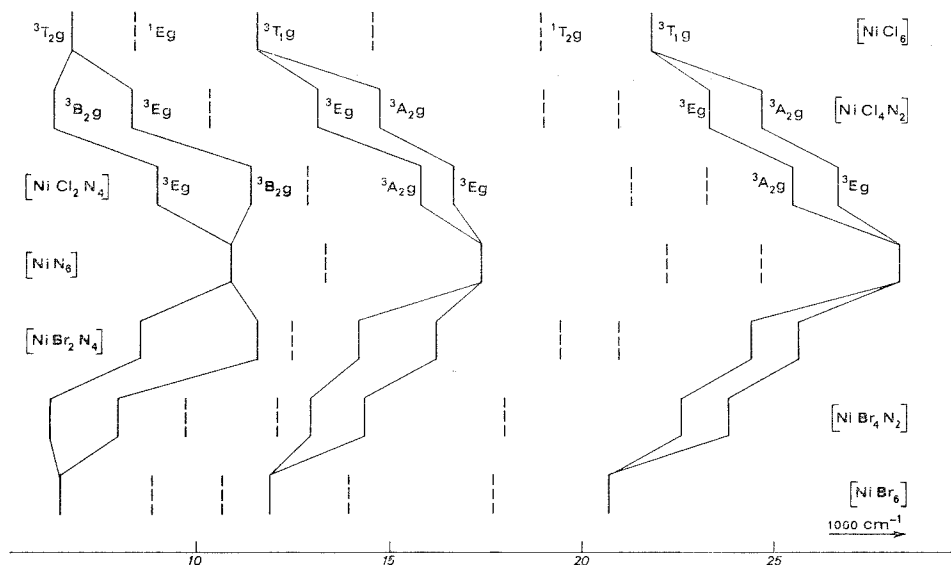 ³T₂g ¹Eg ³T₁g ¹T₂g ³T₁g [NiCl₆]
³B₂g ³Eg ³Eg ³A₂g ³Eg ³A₂g [NiCl₄N₂]
[NiCl₂N₄] ³Eg ³B₂g ³A₂g ³Eg ³A₂g ³Eg
[NiN₆]
[NiBr₂N₄]
[NiBr₄N₂]
[NiBr₆]
1000 cm⁻¹
10 15 20 25